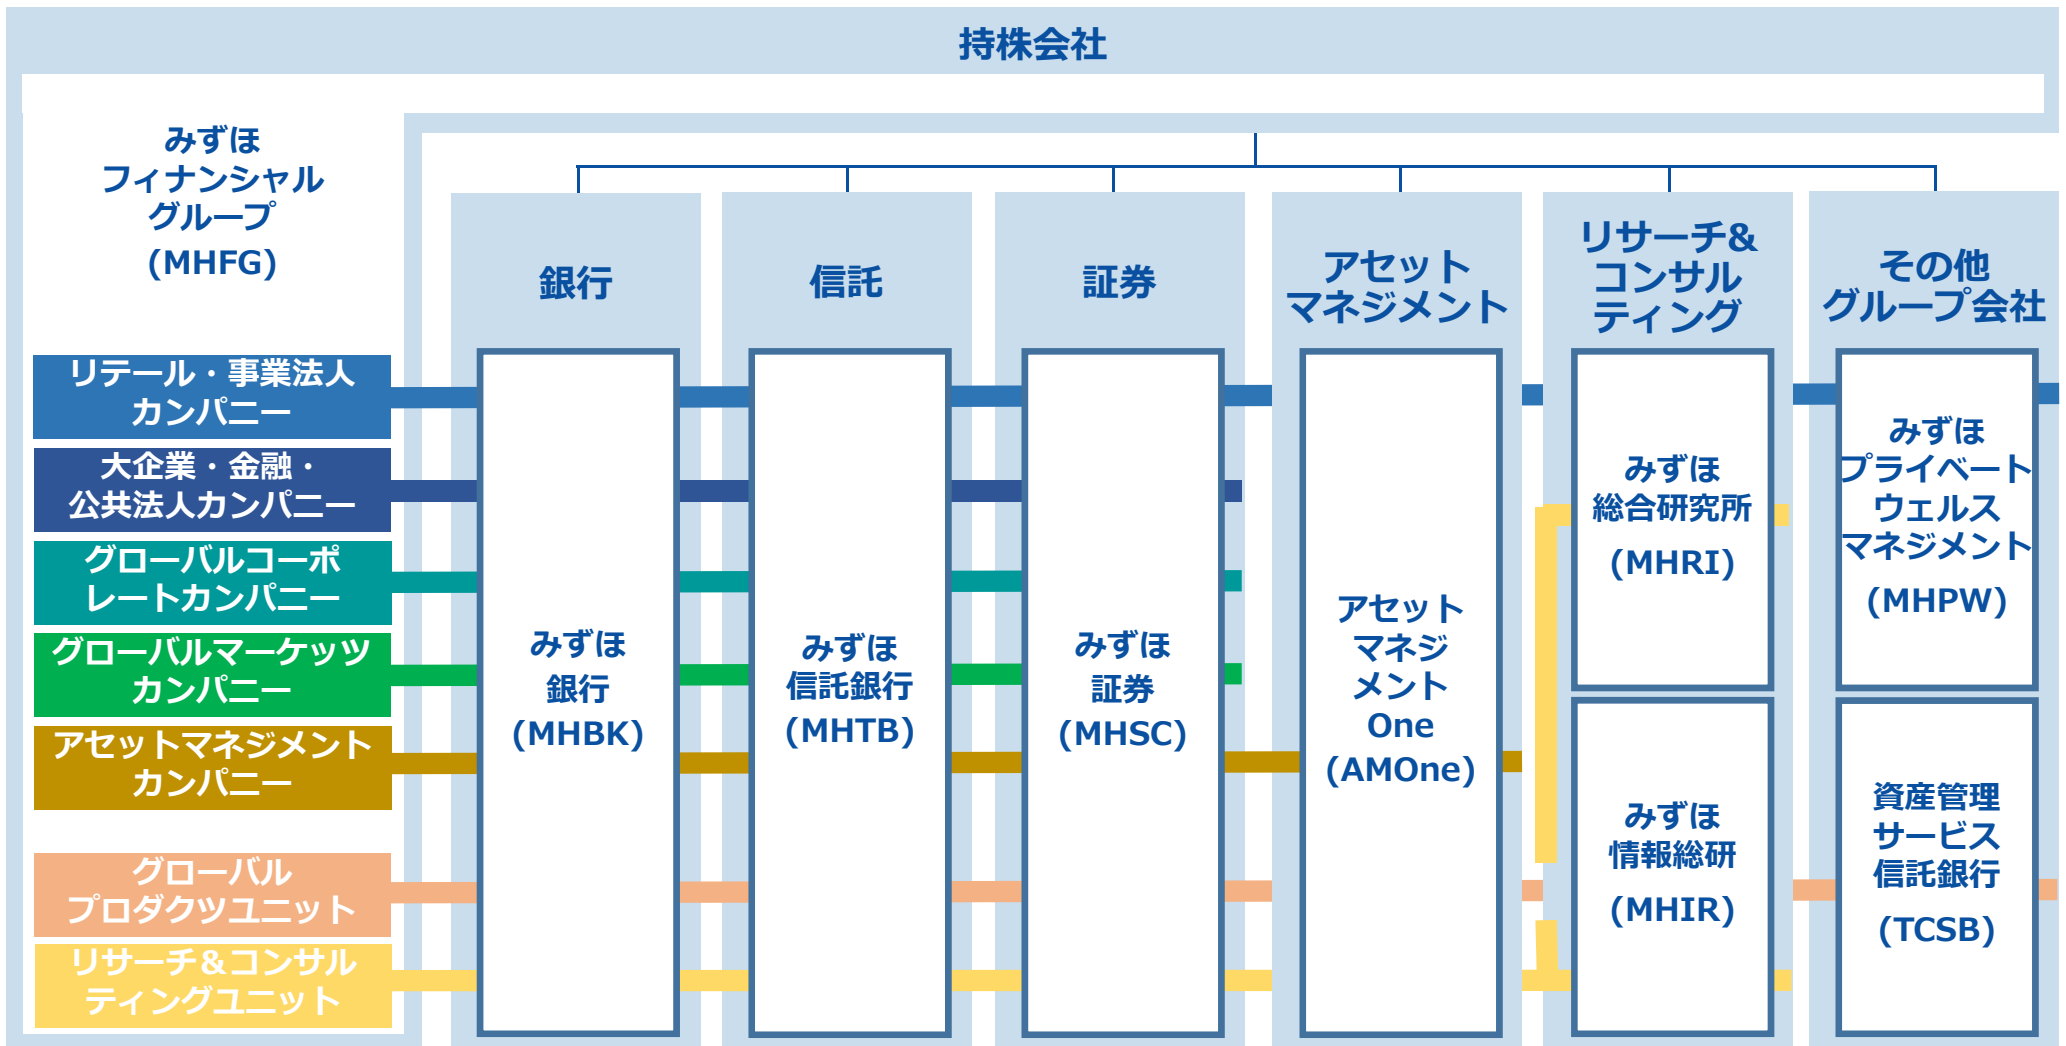 持株会社
みずほ
フィナンシャル
グループ
(MHFG)
リテール・事業法人
カンパニー
大企業・金融・
公共法人カンパニー
グローバルコーポ
レートカンパニー
グローバルマーケッツ
カンパニー
アセットマネジメント
カンパニー
グローバル
プロダクツユニット
リサーチ＆コンサル
ティングユニット
銀行
みずほ
銀行
(MHBK)
信託
みずほ
信託銀行
(MHTB)
証券
みずほ
証券
(MHSC)
アセット
マネジメント
アセット
マネジ
メント
One
(AMOne)
リサーチ&
コンサル
ティング
みずほ
総合研究所
(MHRI)
みずほ
情報総研
(MHIR)
その他
グループ会社
みずほ
プライベート
ウェルス
マネジメント
(MHPW)
資産管理
サービス
信託銀行
(TCSB)